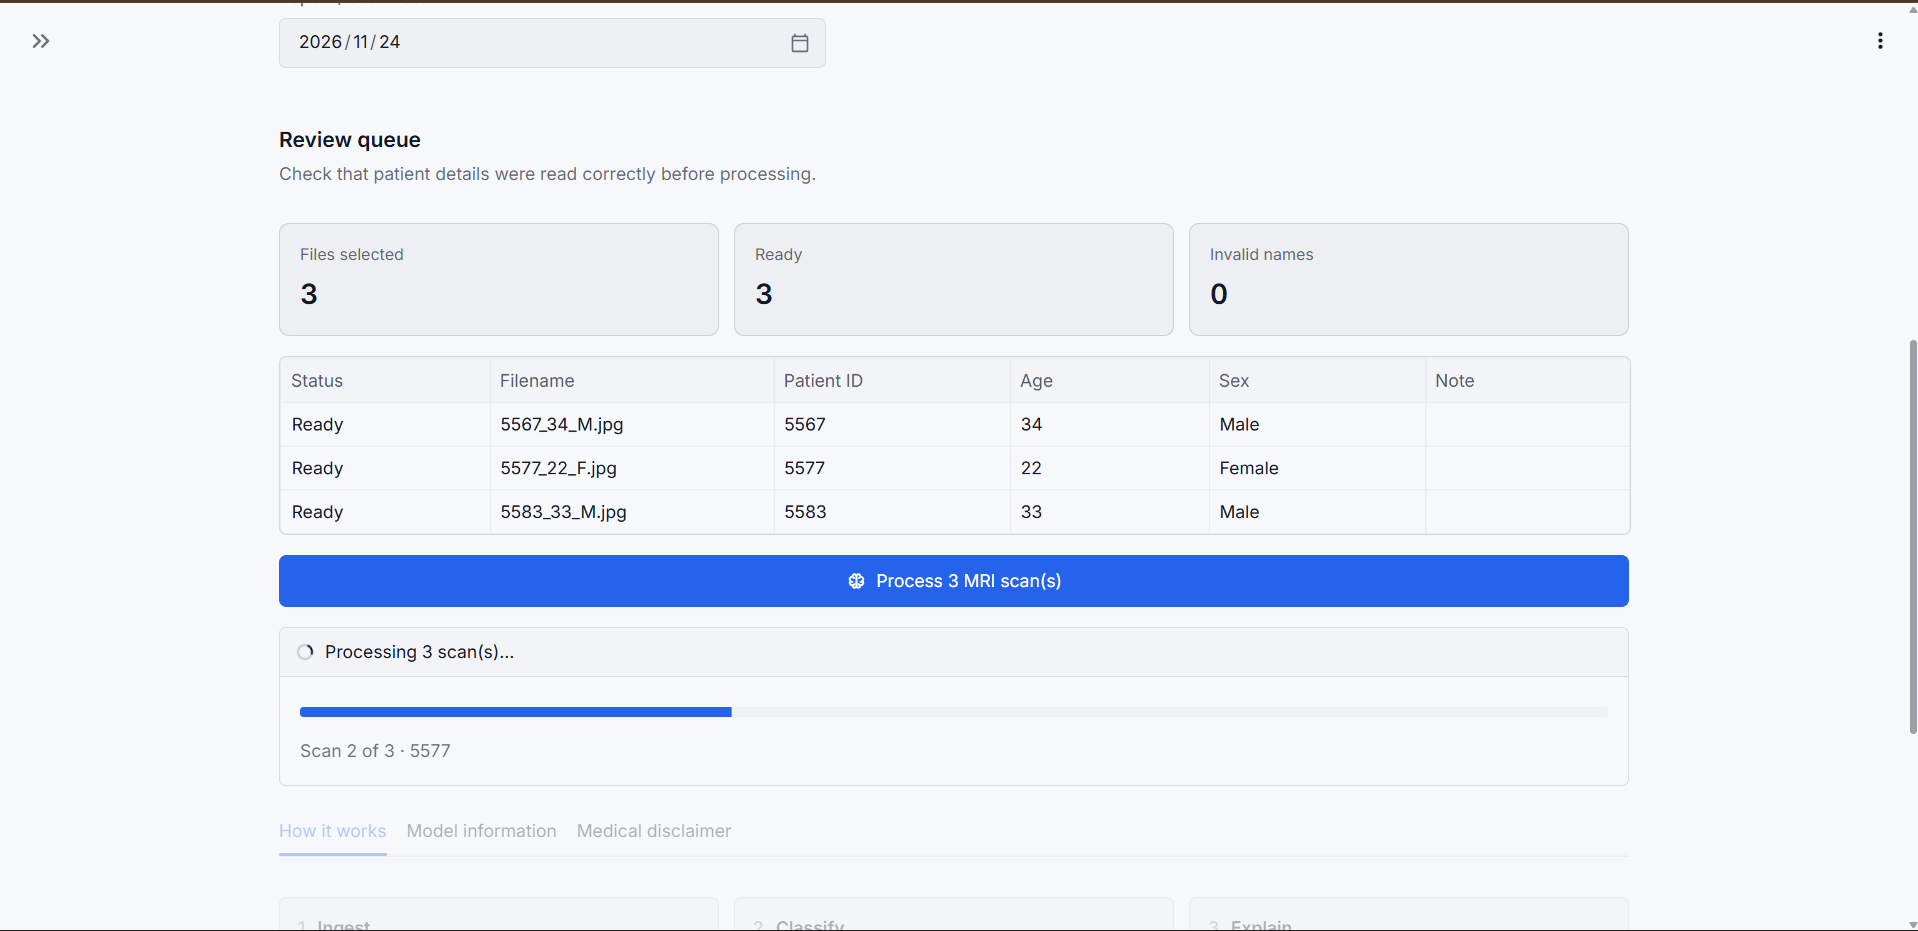 2026/11/24
Review queue
Check that patient details were read correctly before processing.
Files selected
3
Ready
3
Invalid names
0
Status Filename Patient ID Age Sex Note
Ready 5567_34_M.jpg 5567 34 Male
Ready 5577_22_F.jpg 5577 22 Female
Ready 5583_33_M.jpg 5583 33 Male
Process 3 MRI scan(s)
Processing 3 scan(s)...
Scan 2 of 3 · 5577
How it works Model information Medical disclaimer
1 Ingest 2 Classify 3 Explain